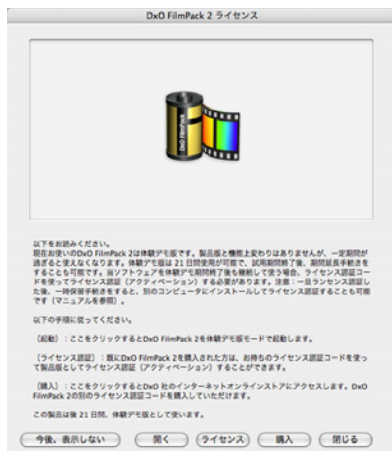 DxO FilmPack 2 ライセンス
DxO FilmPack
以下をお読みください。
現在お使いのDxO FilmPack 2は体験デモ版です。製品版と機能上変わりはありませんが、一定期間が
過ぎると使えなくなります。体験デモ版は 21 日間使用が可能で、試用期間終了後、期間延長手続きを
することも可能です。当ソフトウェアを体験デモ期間終了後も継続して使う場合、ライセンス認証コー
ドを使ってライセンス認証（アクティベーション）する必要があります。注意：一旦ランセンス認証し
た後、一時保留手続きをすると、別のコンピュータにインストールしてライセンス認証することも可能
です（マニュアルを参照）。
以下の手順に従ってください。
［起動］：ここをクリックするとDxO FilmPack 2を体験デモ版モードで起動します。
［ライセンス認証］：既にDxO FilmPack 2を購入された方は、お持ちのライセンス認証コードを使っ
て製品版としてライセンス認証（アクティベーション）することができます。
［購入］：ここをクリックするとDxO 社のインターネットオンラインストアにアクセスします。DxO
FilmPack 2の別のライセンス認証コードを購入していただけます。
この製品は後 21 日間、体験デモ版として使います。
今後、表示しない 開く ライセンス 購入 閉じる